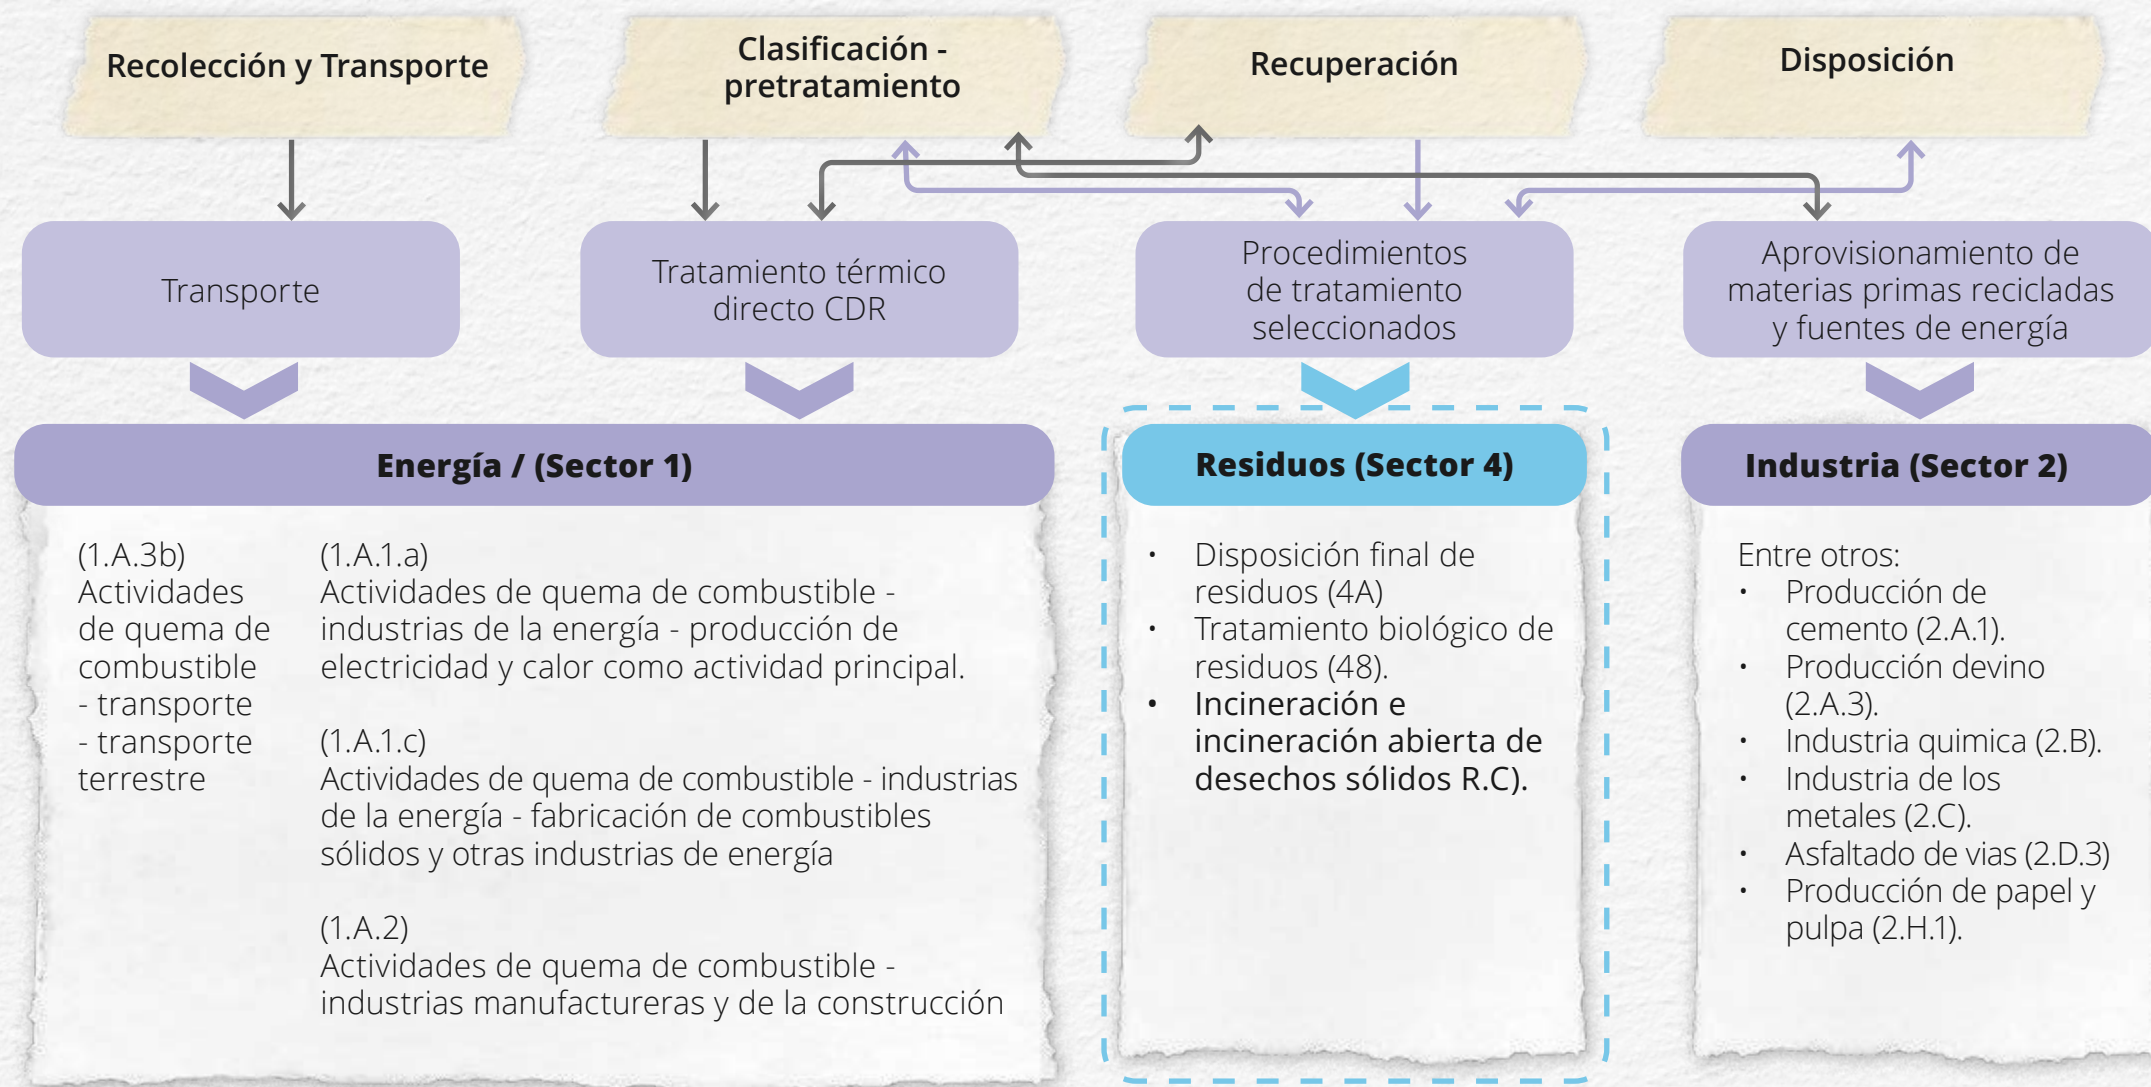 Recolección y Transporte
Clasificación -
pretratamiento
Recuperación
Disposición
Transporte
Tratamiento térmico
directo CDR
Procedimientos
de tratamiento
seleccionados
Aprovisionamiento de
materias primas recicladas
y fuentes de energía
Energía / (Sector 1)
(1.A.3b)
Actividades
de quema de
combustible
- transporte
- transporte
terrestre
(1.A.1.a)
Actividades de quema de combustible -
industrias de la energía - producción de
electricidad y calor como actividad principal.
(1.A.1.c)
Actividades de quema de combustible - industrias
de la energía - fabricación de combustibles
sólidos y otras industrias de energía
(1.A.2)
Actividades de quema de combustible -
industrias manufactureras y de la construcción
Residuos (Sector 4)
• Disposición final de
residuos (4A)
• Tratamiento biológico de
residuos (48).
• Incineración e
incineración abierta de
desechos sólidos R.C).
Industria (Sector 2)
Entre otros:
• Producción de
cemento (2.A.1).
• Producción devino
(2.A.3).
• Industria quimica (2.B).
• Industria de los
metales (2.C).
• Asfaltado de vias (2.D.3)
• Producción de papel y
pulpa (2.H.1).